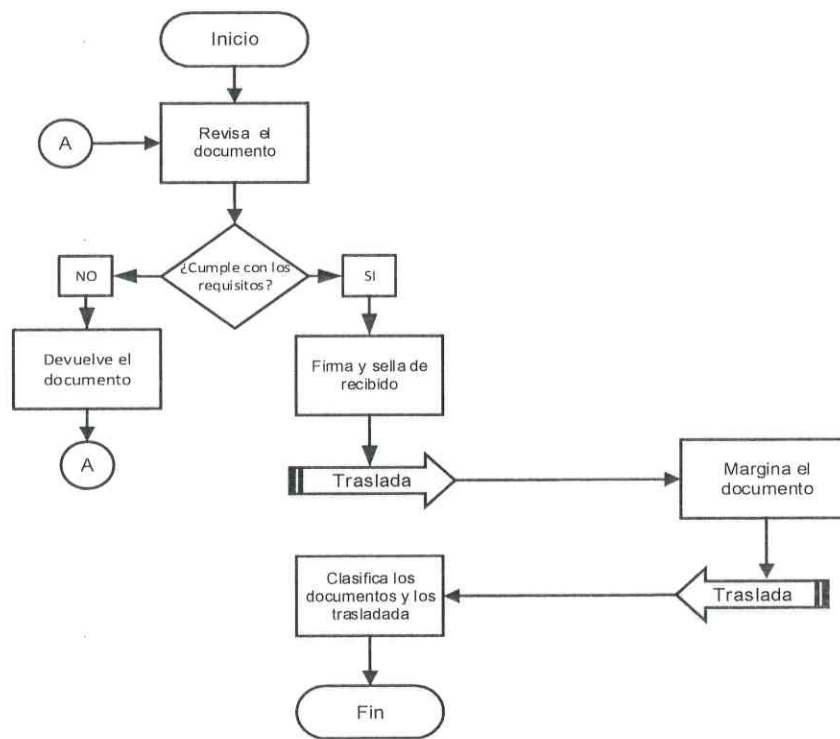 Inicio
A
Revisa el
documento
¿Cumple con los
requisitos?
NO
SI
Devuelve el
documento
Firma y sella de
recibido
A
Traslada
Margina el
documento
Clasifica los
documentos y los
trasladada
Traslada
Fin